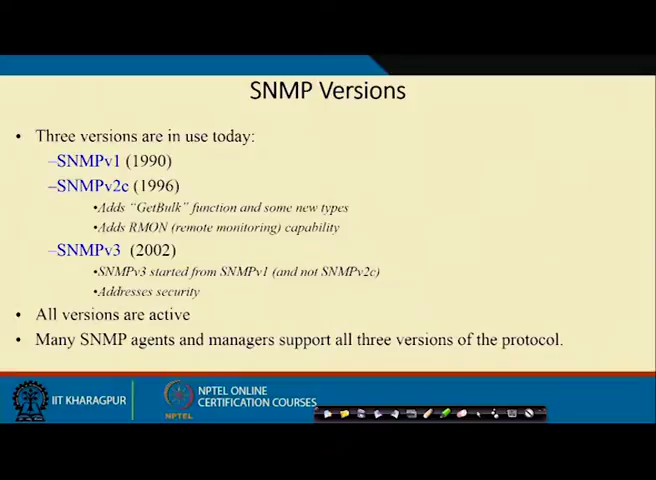 SNMP Versions
• Three versions are in use today:
–SNMPv1 (1990)
–SNMPv2c (1996)
•Adds “GetBulk” function and some new types
•Adds RMON (remote monitoring) capability
–SNMPv3 (2002)
•SNMPv3 started from SNMPv1 (and not SNMPv2c)
•Addresses security
• All versions are active
• Many SNMP agents and managers support all three versions of the protocol.
IIT KHARAGPUR
NPTEL
NPTEL ONLINE
CERTIFICATION COURSES